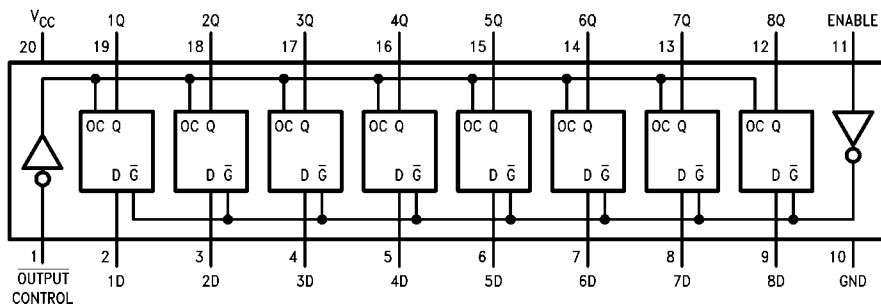 V_CC 1Q 2Q 3Q 4Q 5Q 6Q 7Q 8Q ENABLE
20 19 18 17 16 15 14 13 12 11
OC Q OC Q OC Q OC Q OC Q OC Q OC Q OC Q
D G̅ D G̅ D G̅ D G̅ D G̅ D G̅ D G̅ D G̅
1 2 3 4 5 6 7 8 9 10
O̅U̅T̅P̅U̅T̅ 1D 2D 3D 4D 5D 6D 7D 8D GND
CONTROL